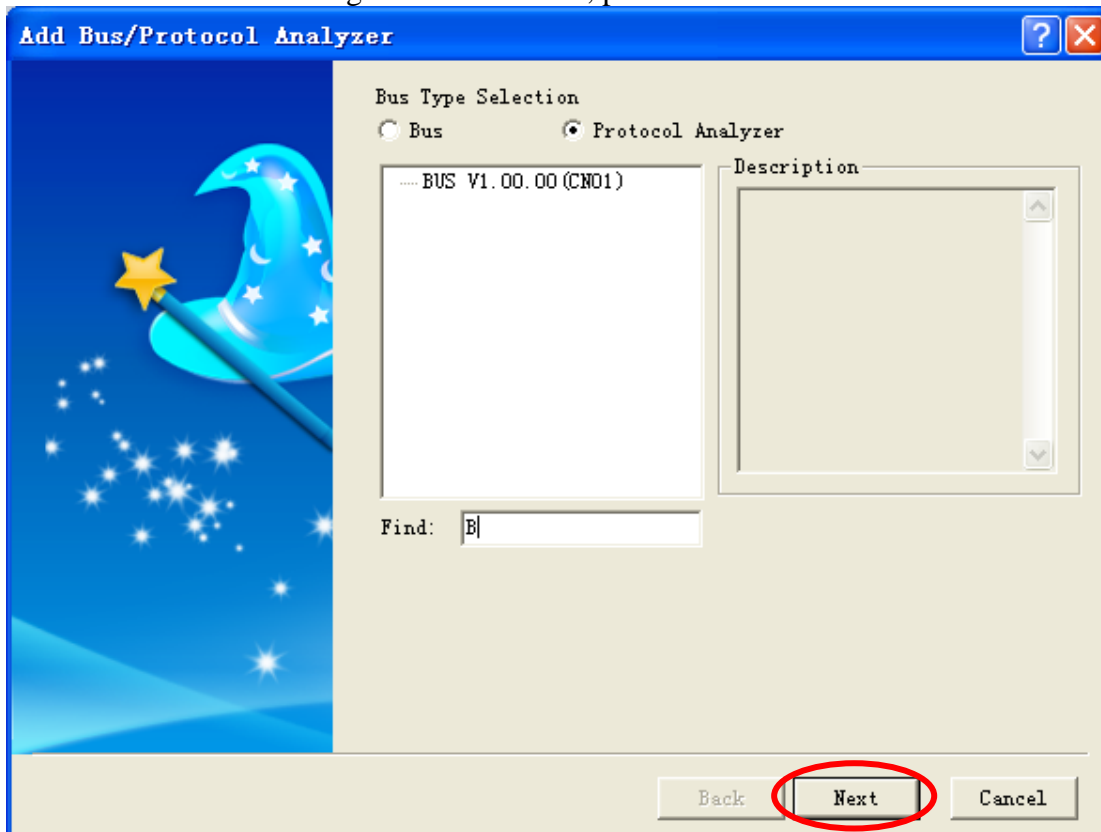 Add Bus/Protocol Analyzer
Bus Type Selection
Bus Protocol Analyzer
BUS V1.00.00(CN01)
Description
Find: B
Back Next Cancel